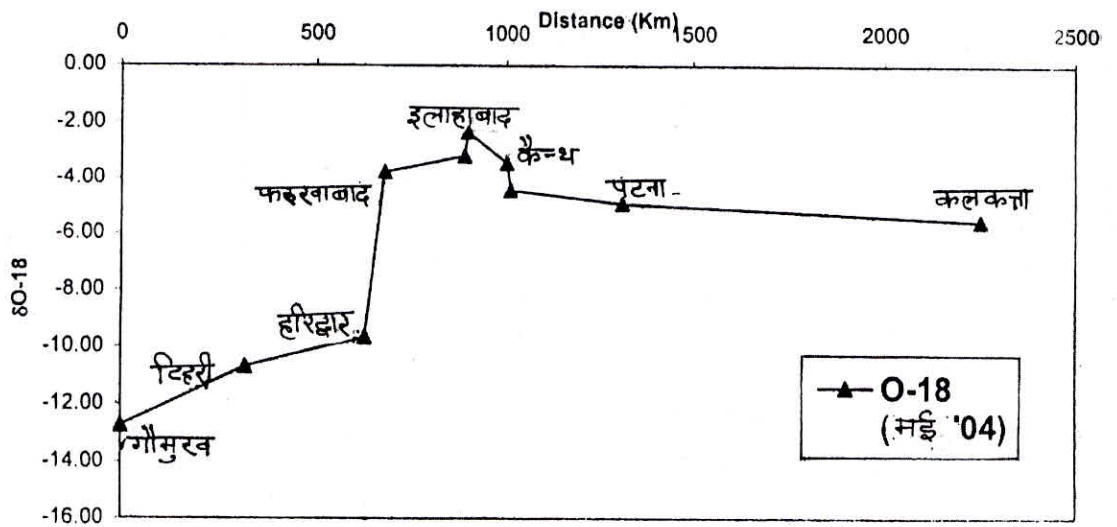 Distance (Km)
0 500 1000 1500 2000 2500
0.00
-2.00
-4.00
-6.00
-8.00
-10.00
-12.00
-14.00
-16.00
δO-18
गौमुख
टिहरी
हरिद्वार
फरुखाबाद
इलाहाबाद
कैन्थ
पटना
कलकत्ता
O-18
(मई '04)